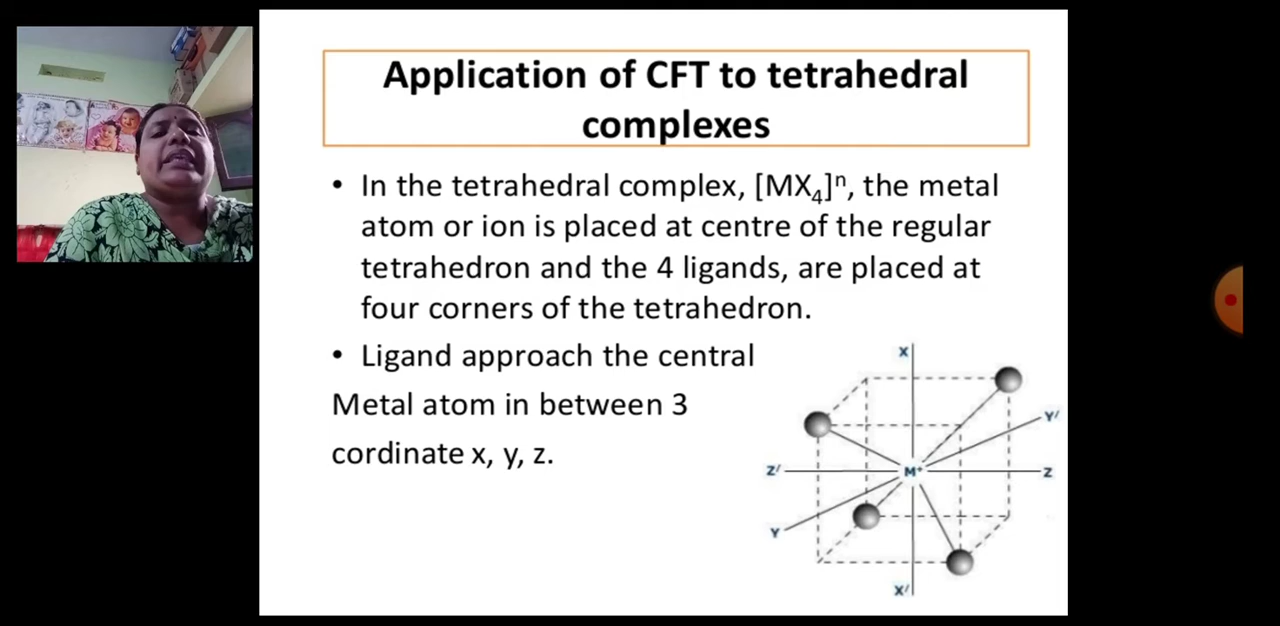 Application of CFT to tetrahedral
complexes
• In the tetrahedral complex, [MX₄]ⁿ, the metal
atom or ion is placed at centre of the regular
tetrahedron and the 4 ligands, are placed at
four corners of the tetrahedron.
• Ligand approach the central
Metal atom in between 3
cordinate x, y, z.
X
Y/
Z/
M+
Z
Y
X/